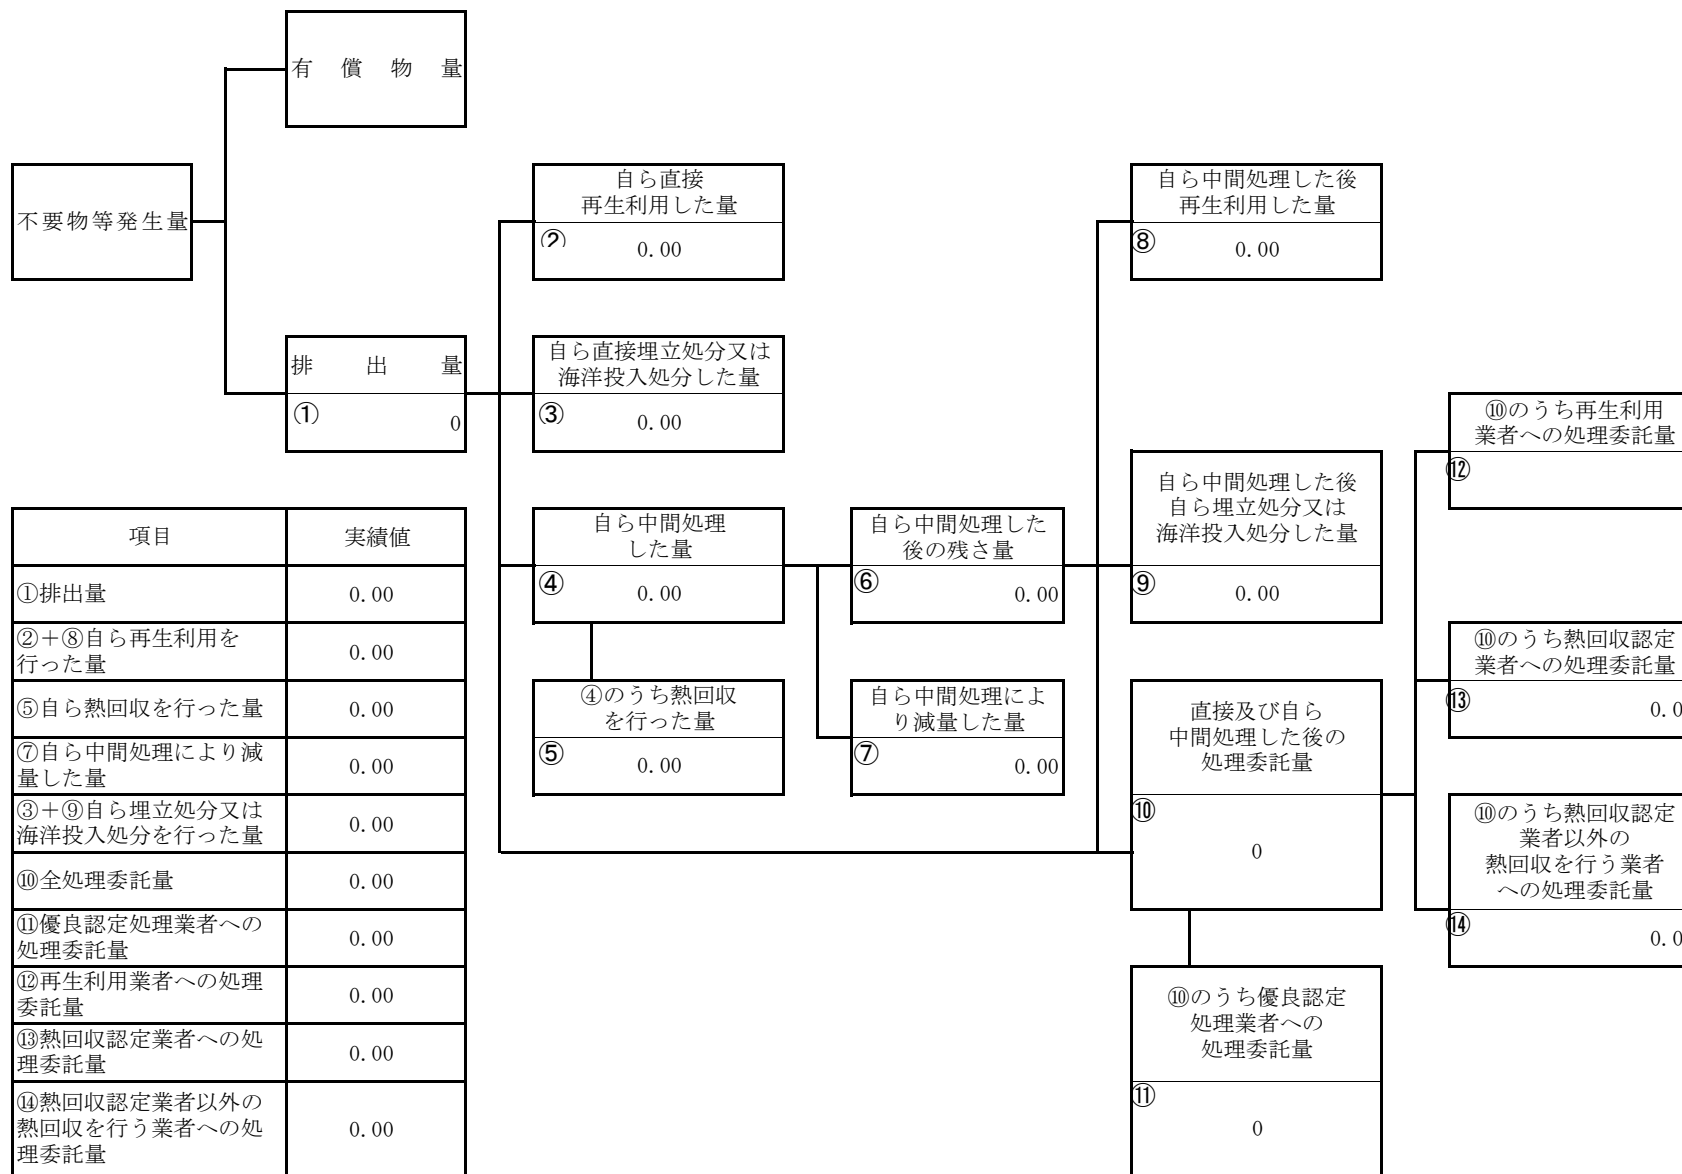 有償物量
不要物等発生量
排出量
①
0
自ら直接
再生利用した量
②
0.00
自ら直接埋立処分又は
海洋投入処分した量
③
0.00
自ら中間処理
した量
④
0.00
④のうち熱回収
を行った量
⑤
0.00
自ら中間処理した
後の残さ量
⑥
0.00
自ら中間処理によ
り減量した量
⑦
0.00
自ら中間処理した後
再生利用した量
⑧
0.00
自ら中間処理した後
自ら埋立処分又は
海洋投入処分した量
⑨
0.00
直接及び自ら
中間処理した後の
処理委託量
⑩
0
⑩のうち優良認定
処理業者への
処理委託量
⑪
0
⑩のうち再生利用
業者への処理委託量
⑫
⑩のうち熱回収認定
業者への処理委託量
⑬
0.0
⑩のうち熱回収認定
業者以外の
熱回収を行う業者
への処理委託量
⑭
0.0
項目 実績値
①排出量 0.00
②+⑧自ら再生利用を
行った量 0.00
⑤自ら熱回収を行った量 0.00
⑦自ら中間処理により減
量した量 0.00
③+⑨自ら埋立処分又は
海洋投入処分を行った量 0.00
⑩全処理委託量 0.00
⑪優良認定処理業者への
処理委託量 0.00
⑫再生利用業者への処理
委託量 0.00
⑬熱回収認定業者への処
理委託量 0.00
⑭熱回収認定業者以外の
熱回収を行う業者への処
理委託量 0.00